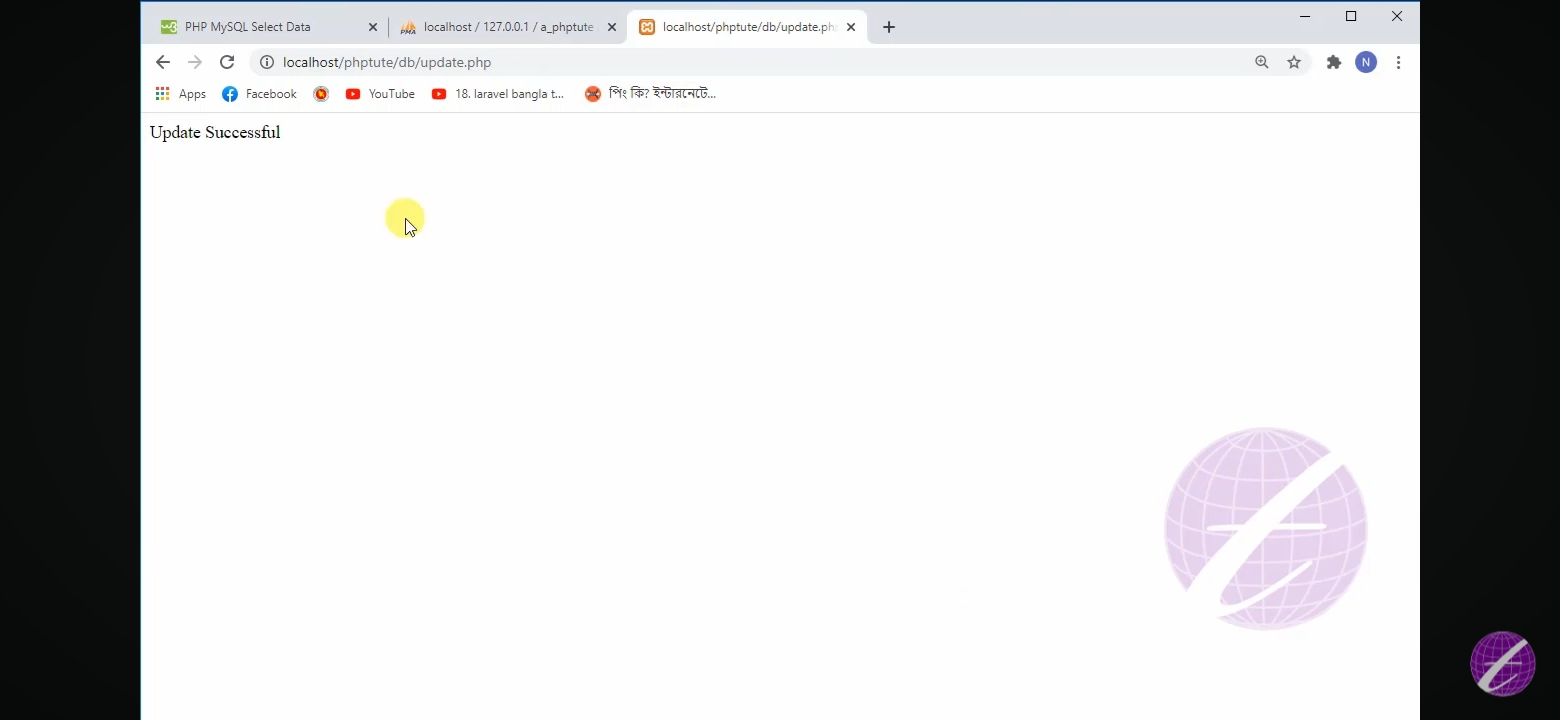 PHP MySQL Select Data
localhost / 127.0.0.1 / a_phptute
localhost/phptute/db/update.ph
localhost/phptute/db/update.php
N
Apps
Facebook
YouTube
18. laravel bangla t...
পিং কি? ইন্টারনেটে...
Update Successful